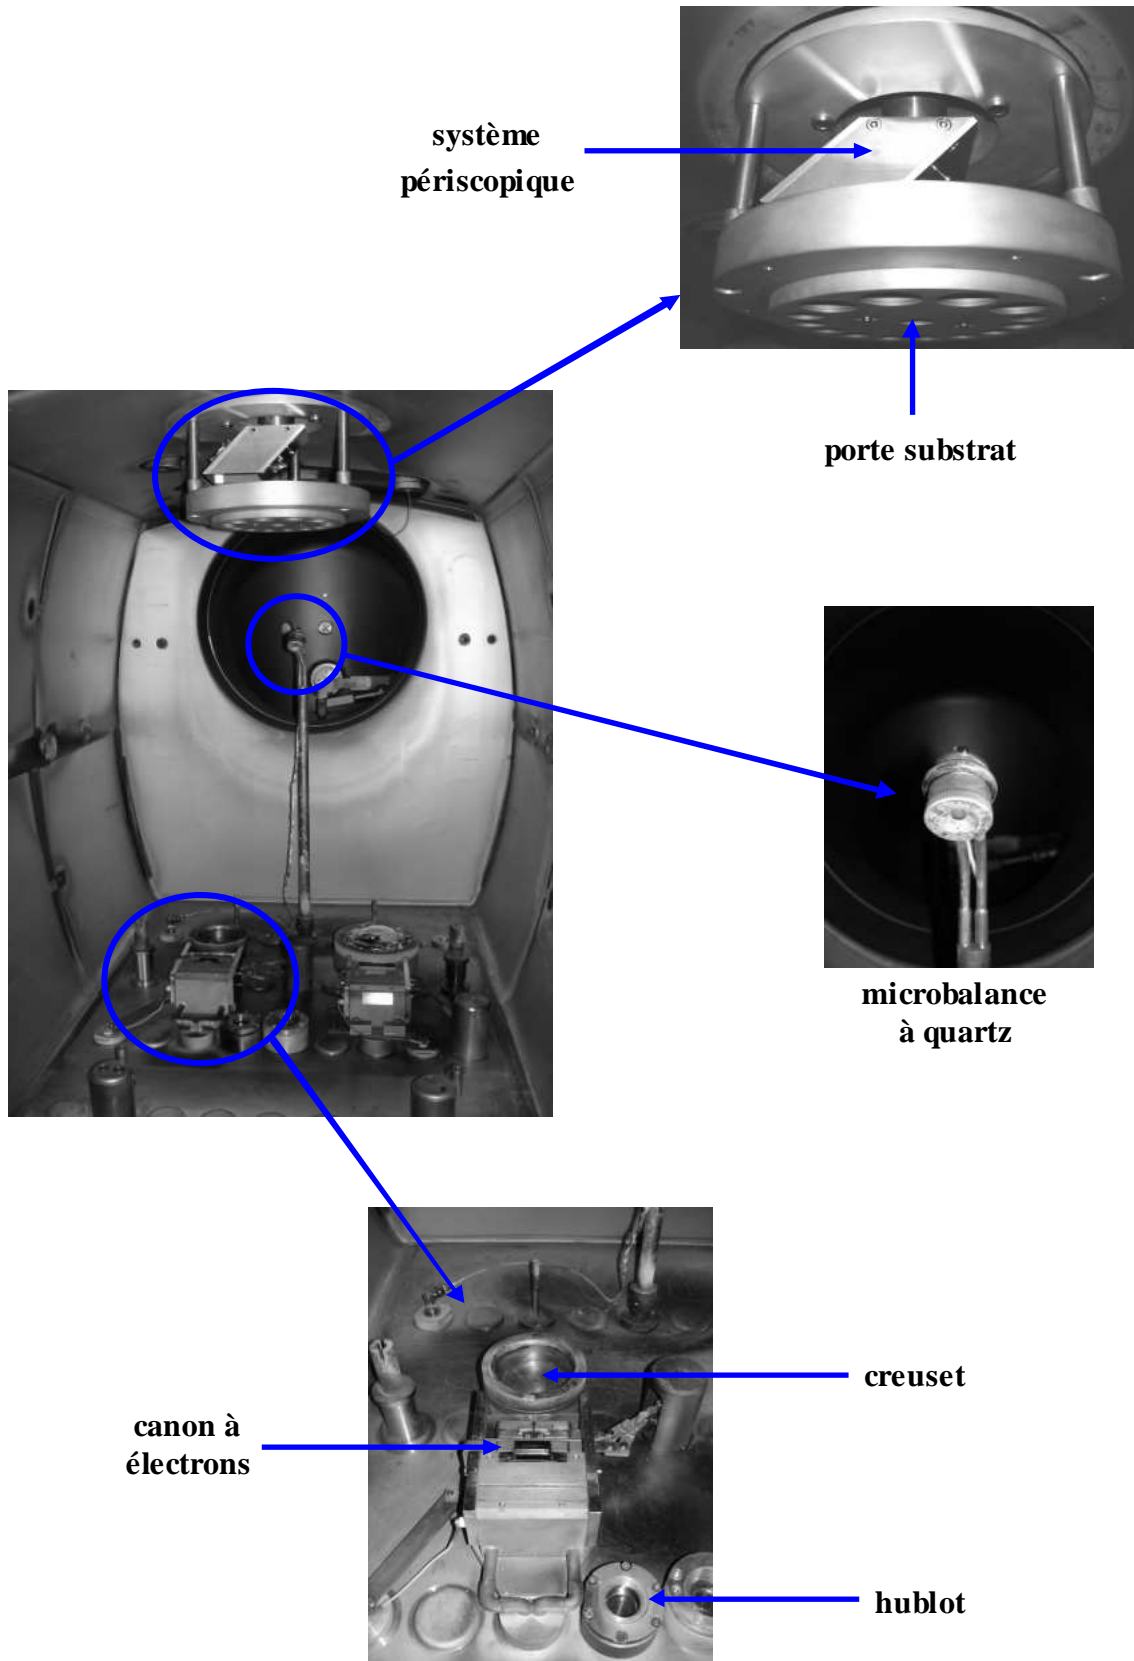 système
périscopique
porte substrat
microbalance
à quartz
creuset
canon à
électrons
hublot